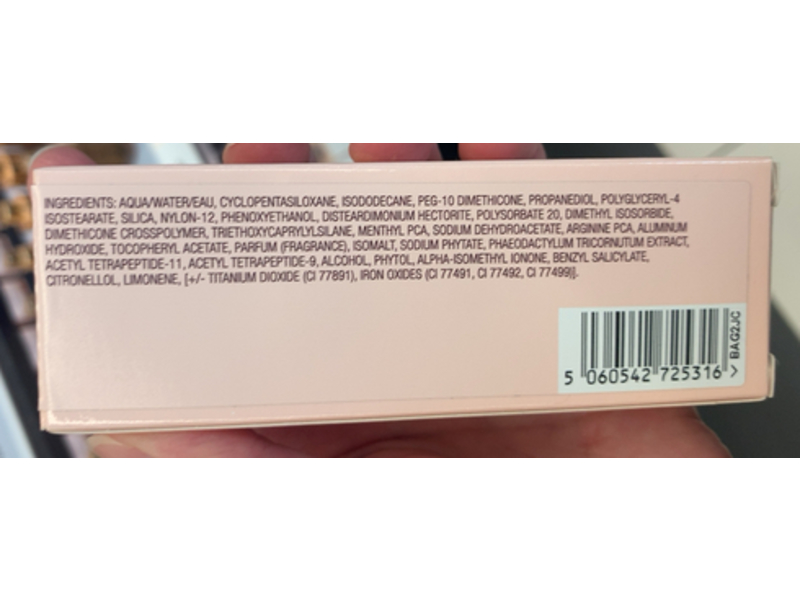 INGREDIENTS: AQUA/WATER/EAU, CYCLOPENTASILOXANE, ISODODECANE, PEG-10 DIMETHICONE, PROPANEDIOL, POLYGLYCERYL-4
ISOSTEARATE, SILICA, NYLON-12, PHENOXYETHANOL, DISTEARDIMONIUM HECTORITE, POLYSORBATE 20, DIMETHYL ISOSORBIDE,
DIMETHICONE CROSSPOLYMER, TRIETHOXYCAPRYLYLSILANE, MENTHYL PCA, SODIUM DEHYDROACETATE, ARGININE PCA, ALUMINUM
HYDROXIDE, TOCOPHERYL ACETATE, PARFUM (FRAGRANCE), ISOMALT, SODIUM PHYTATE, PHAEODACTYLUM TRICORNUTUM EXTRACT,
ACETYL TETRAPEPTIDE-11, ACETYL TETRAPEPTIDE-9, ALCOHOL, PHYTOL, ALPHA-ISOMETHYL IONONE, BENZYL SALICYLATE,
CITRONELLOL, LIMONENE, [+/- TITANIUM DIOXIDE (CI 77891), IRON OXIDES (CI 77491, CI 77492, CI 77499)].
5 060542 725316 >
BAG2JC